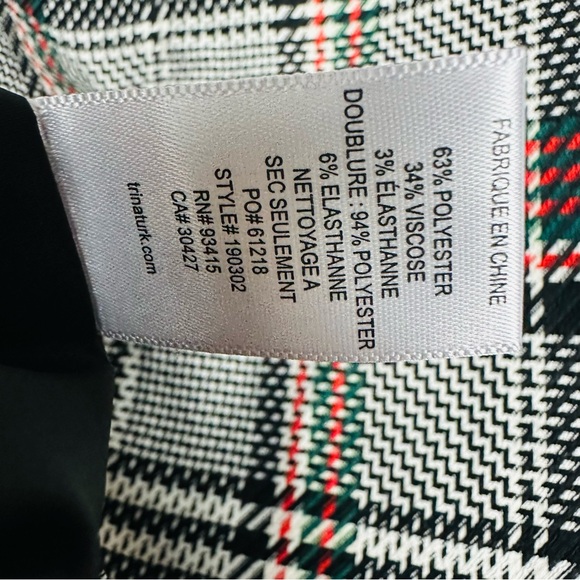 FABRIQUE EN CHINE
63% POLYESTER
34% VISCOSE
3% ÉLASTHANNE
DOUBLURE : 94% POLYESTER
6% ELASTHANNE
NETTOYAGE A
SEC SEULEMENT
PO# 61218
STYLE# 190302
RN# 93415
CA# 30427
trinaturk.com